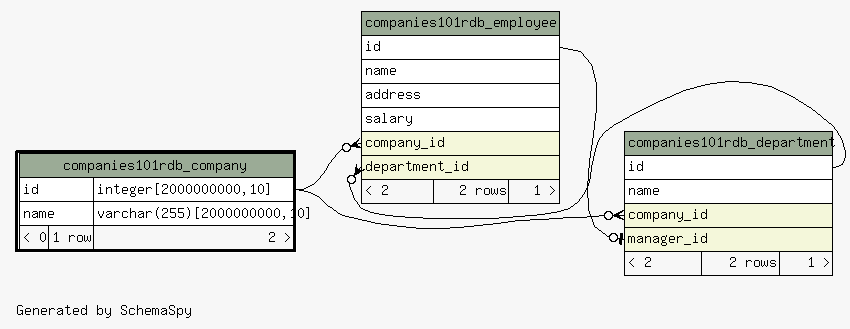 companies101rdb_employee
id
name
address
salary
company_id
department_id
< 2 2 rows 1 >
companies101rdb_department
id
name
company_id
manager_id
< 2 2 rows 1 >
companies101rdb_company
id integer[2000000000,10]
name varchar(255)[2000000000,10]
< 0 1 row 2 >
Generated by SchemaSpy